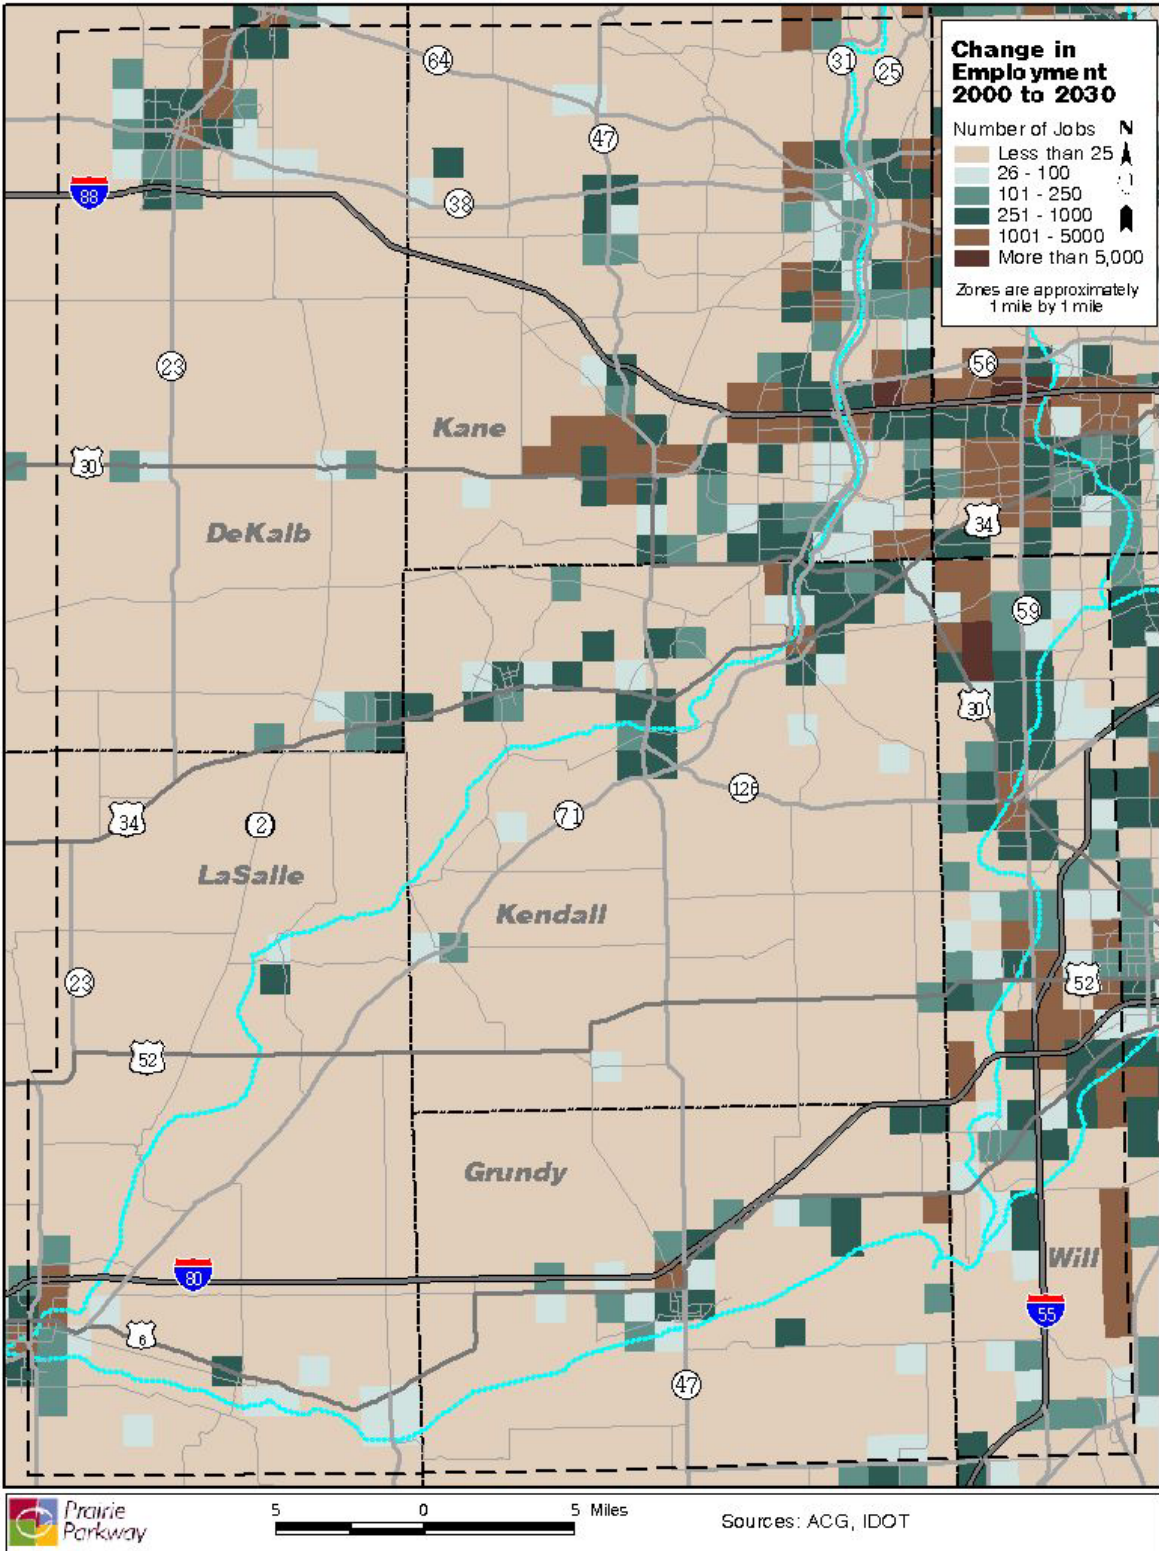 Change in
Employment
2000 to 2030
Number of Jobs N
Less than 25
26 - 100
101 - 250
251 - 1000
1001 - 5000
More than 5,000
Zones are approximately
1 mile by 1 mile
64
31
25
47
88
38
23
56
Kane
30
DeKalb
34
59
30
126
34
2
71
LaSalle
Kendall
23
52
52
Grundy
Will
80
55
6
47
Prairie
Parkway
5 0 5 Miles
Sources: ACG, IDOT